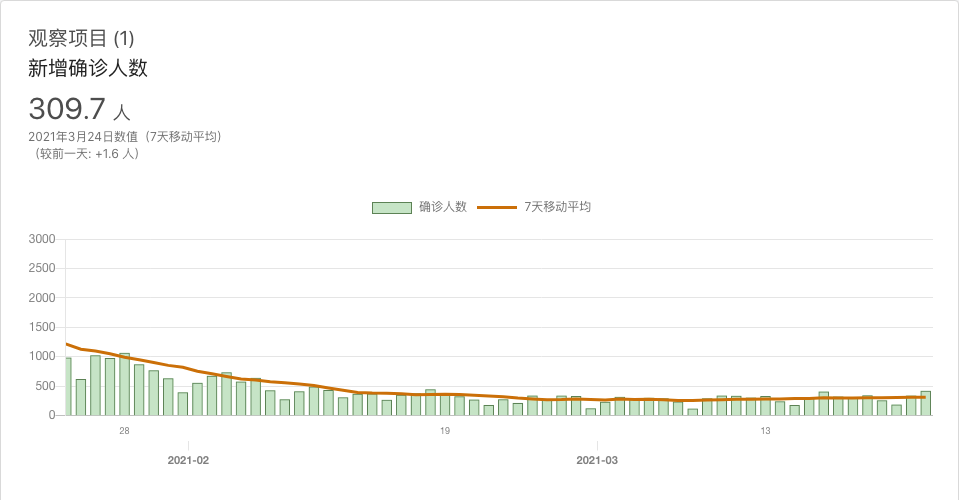 观察项目 (1)
新增确诊人数
309.7 人
2021年3月24日数值（7天移动平均）
（较前一天: +1.6 人）
确诊人数 7天移动平均
3000
2500
2000
1500
1000
500
0
28 19 13
2021-02 2021-03